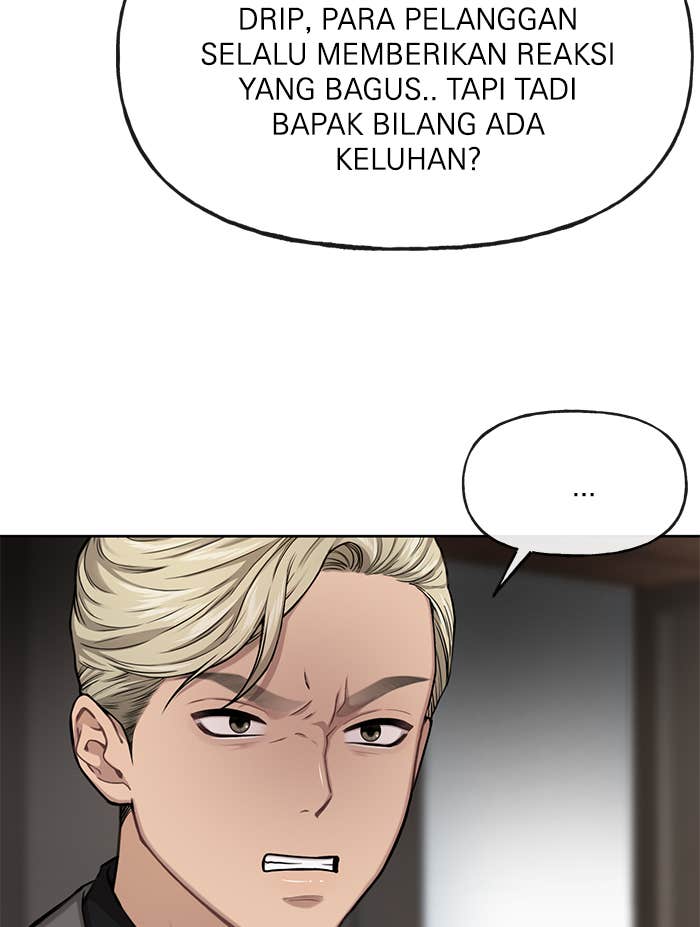 DRIP, PARA PELANGGAN
SELALU MEMBERIKAN REAKSI
YANG BAGUS.. TAPI TADI
BAPAK BILANG ADA
KELUHAN?
...